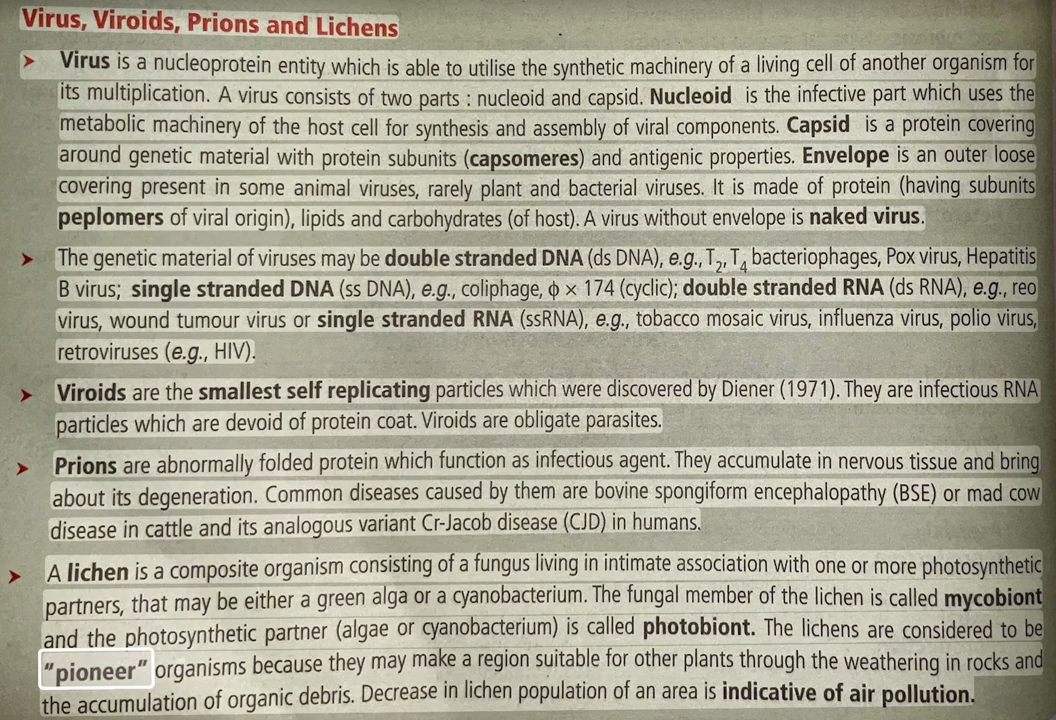 Virus, Viroids, Prions and Lichens
➤ Virus is a nucleoprotein entity which is able to utilise the synthetic machinery of a living cell of another organism for
its multiplication. A virus consists of two parts : nucleoid and capsid. Nucleoid is the infective part which uses the
metabolic machinery of the host cell for synthesis and assembly of viral components. Capsid is a protein covering
around genetic material with protein subunits (capsomeres) and antigenic properties. Envelope is an outer loose
covering present in some animal viruses, rarely plant and bacterial viruses. It is made of protein (having subunits
peplomers of viral origin), lipids and carbohydrates (of host). A virus without envelope is naked virus.
➤ The genetic material of viruses may be double stranded DNA (ds DNA), e.g., T₂, T₄ bacteriophages, Pox virus, Hepatitis
B virus; single stranded DNA (ss DNA), e.g., coliphage, ϕ × 174 (cyclic); double stranded RNA (ds RNA), e.g., reo
virus, wound tumour virus or single stranded RNA (ssRNA), e.g., tobacco mosaic virus, influenza virus, polio virus,
retroviruses (e.g., HIV).
➤ Viroids are the smallest self replicating particles which were discovered by Diener (1971). They are infectious RNA
particles which are devoid of protein coat. Viroids are obligate parasites.
➤ Prions are abnormally folded protein which function as infectious agent. They accumulate in nervous tissue and bring
about its degeneration. Common diseases caused by them are bovine spongiform encephalopathy (BSE) or mad cow
disease in cattle and its analogous variant Cr-Jacob disease (CJD) in humans.
➤ A lichen is a composite organism consisting of a fungus living in intimate association with one or more photosynthetic
partners, that may be either a green alga or a cyanobacterium. The fungal member of the lichen is called mycobiont
and the photosynthetic partner (algae or cyanobacterium) is called photobiont. The lichens are considered to be
"pioneer" organisms because they may make a region suitable for other plants through the weathering in rocks and
the accumulation of organic debris. Decrease in lichen population of an area is indicative of air pollution.